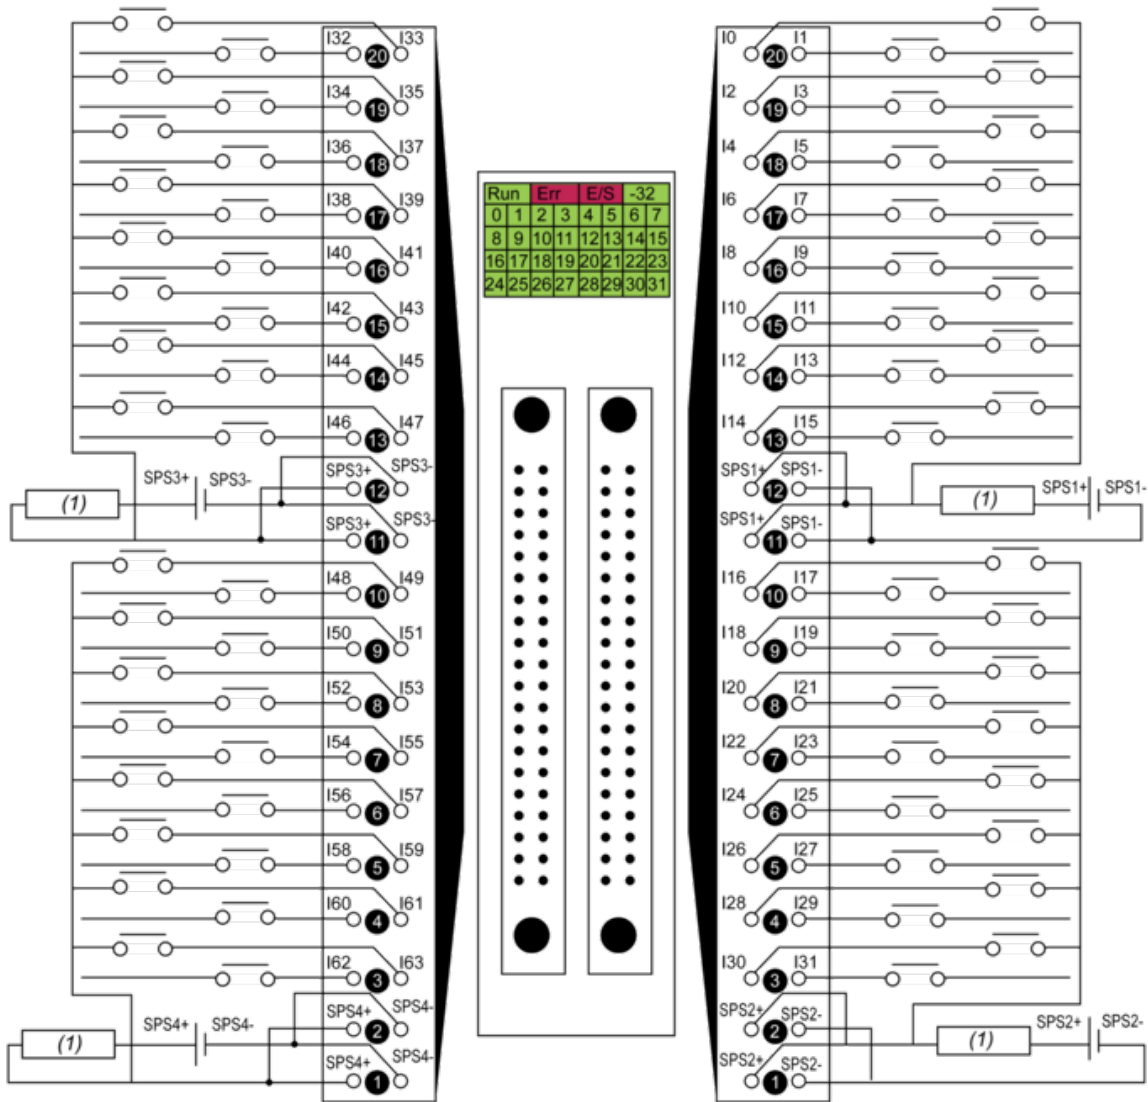 I32 20 I33
I34 19 I35
I36 18 I37
I38 17 I39
I40 16 I41
I42 15 I43
I44 14 I45
I46 13 I47
SPS3+ 12 SPS3-
(1) SPS3+ SPS3-
SPS3+ 11 SPS3-
I48 10 I49
I50 9 I51
I52 8 I53
I54 7 I55
I56 6 I57
I58 5 I59
I60 4 I61
I62 3 I63
SPS4+ 2 SPS4-
(1) SPS4+ SPS4-
SPS4+ 1 SPS4-
Run Err E/S -32
0 1 2 3 4 5 6 7
8 9 10 11 12 13 14 15
16 17 18 19 20 21 22 23
24 25 26 27 28 29 30 31
I0 20 I1
I2 19 I3
I4 18 I5
I6 17 I7
I8 16 I9
I10 15 I11
I12 14 I13
I14 13 I15
SPS1+ 12 SPS1-
(1) SPS1+ SPS1-
SPS1+ 11 SPS1-
I16 10 I17
I18 9 I19
I20 8 I21
I22 7 I23
I24 6 I25
I26 5 I27
I28 4 I29
I30 3 I31
SPS2+ 2 SPS2-
(1) SPS2+ SPS2-
SPS2+ 1 SPS2-